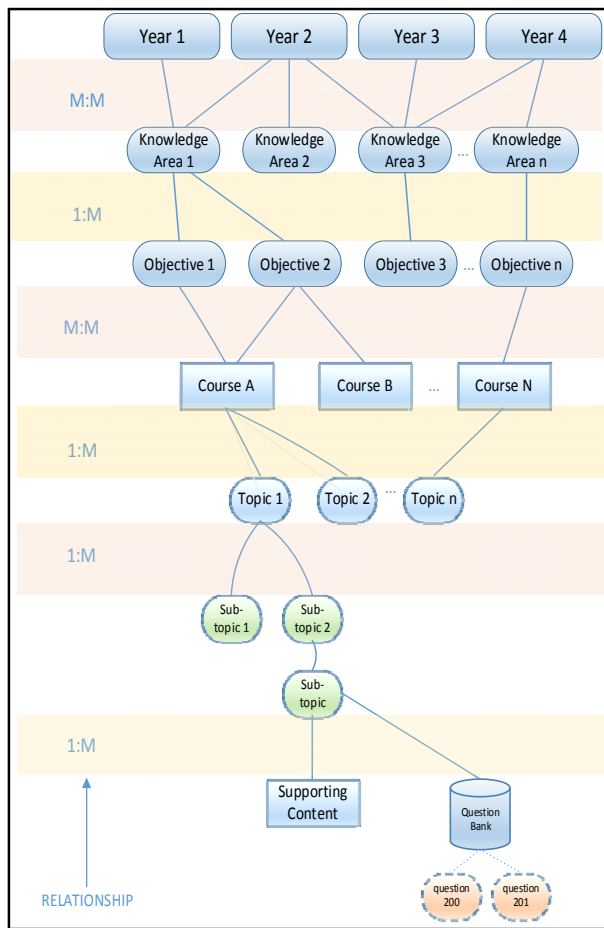 Year 1 Year 2 Year 3 Year 4
M:M
Knowledge
Area 1
Knowledge
Area 2
Knowledge
Area 3
...
Knowledge
Area n
1:M
Objective 1 Objective 2 Objective 3 ... Objective n
M:M
Course A Course B ... Course N
1:M
Topic 1 Topic 2 ... Topic n
1:M
Sub-
topic 1
Sub-
topic 2
Sub-
topic
1:M
Supporting
Content
Question
Bank
question
200
question
201
RELATIONSHIP